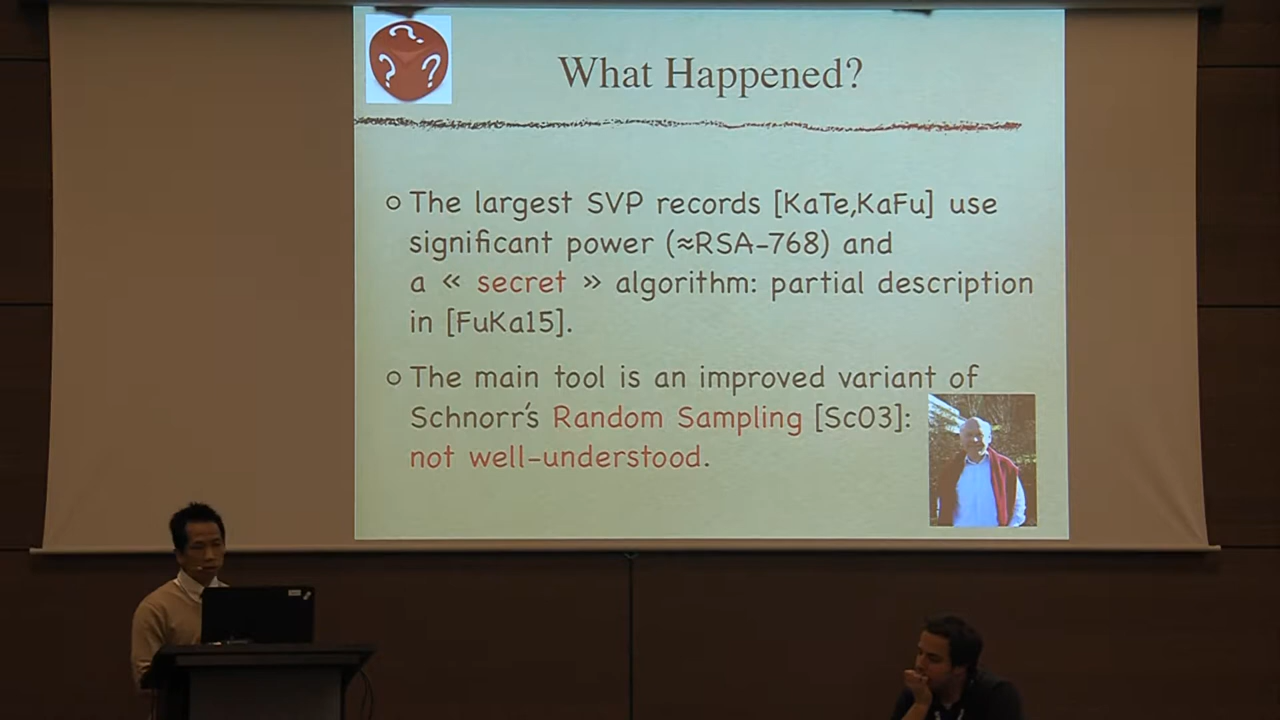 ? ? ?
What Happened?
○ The largest SVP records [KaTe,KaFu] use
significant power (≈RSA-768) and
a « secret » algorithm: partial description
in [FuKa15].
○ The main tool is an improved variant of
Schnorr's Random Sampling [Sc03]:
not well-understood.